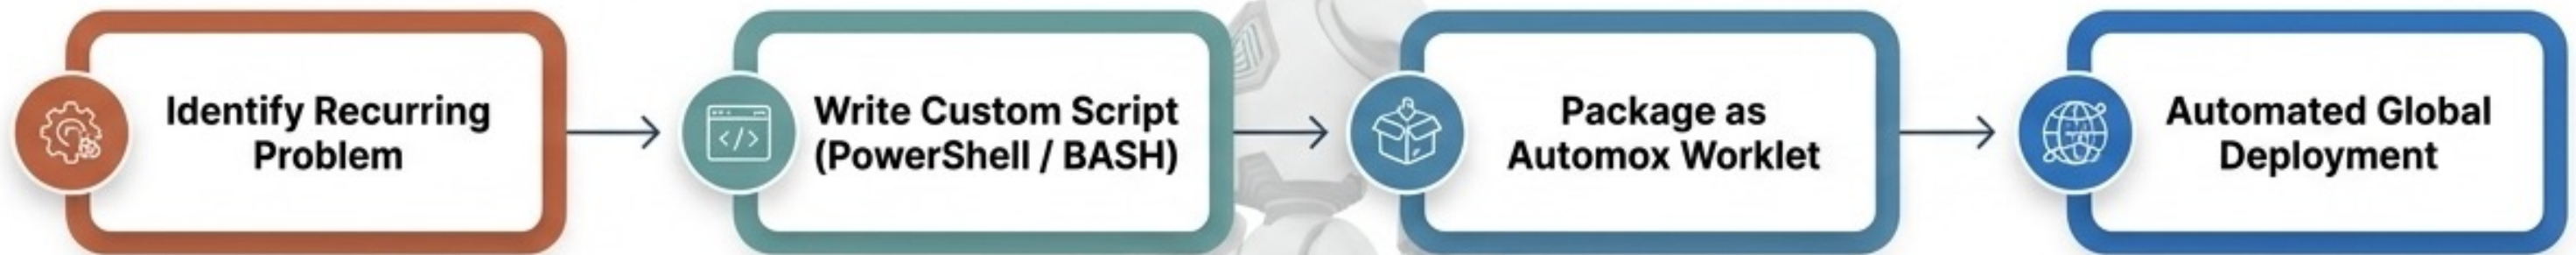 Identify Recurring
Problem
</>
Write Custom Script
(PowerShell / BASH)
Package as
Automox Worklet
Automated Global
Deployment